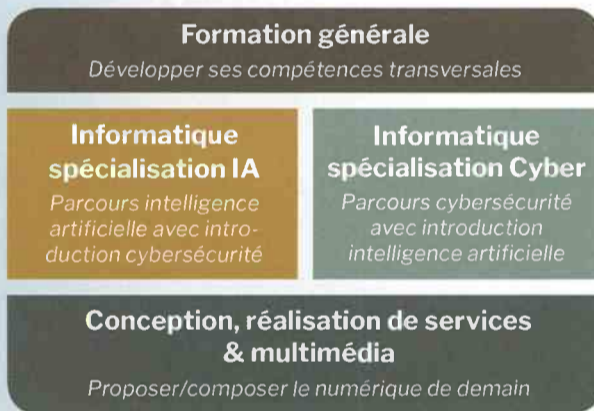 Formation générale
Développer ses compétences transversales
Informatique
spécialisation IA
Parcours intelligence
artificielle avec intro-
duction cybersécurité
Informatique
spécialisation Cyber
Parcours cybersécurité
avec introduction
intelligence artificielle
Conception, réalisation de services
& multimédia
Proposer/composer le numérique de demain